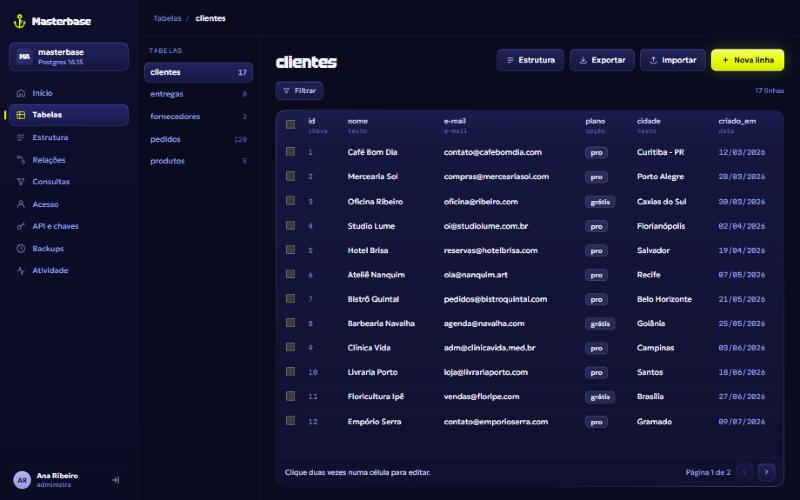 Masterbase
MA
masterbase
Postgres 16.15
Início
Tabelas
Estrutura
Relações
Consultas
Acesso
API e chaves
Backups
Atividade
AR
Ana Ribeiro
administra
Tabelas / clientes
TABELAS
clientes 17
entregas 0
fornecedores 3
pedidos 120
produtos 5
clientes
Estrutura
Exportar
Importar
+ Nova linha
Filtrar
17 linhas
id nome e-mail plano cidade criado_em
chave texto e-mail opção texto data
1 Café Bom Dia contato@cafebomdia.com pro Curitiba - PR 12/03/2026
2 Mercearia Sol compras@merceariasol.com pro Porto Alegre 28/03/2026
3 Oficina Ribeiro oficina@ribeiro.com grátis Caxias do Sul 30/03/2026
4 Studio Lume oi@studiolume.com.br pro Florianópolis 02/04/2026
5 Hotel Brisa reservas@hotelbrisa.com pro Salvador 19/04/2026
6 Ateliê Nanquim ola@nanquim.art pro Recife 07/05/2026
7 Bistrô Quintal pedidos@bistroquintal.com pro Belo Horizonte 21/05/2026
8 Barbearia Navalha agenda@navalha.com grátis Goiânia 25/05/2026
9 Clínica Vida adm@clinicavida.med.br pro Campinas 03/06/2026
10 Livraria Porto loja@livrariaporto.com pro Santos 18/06/2026
11 Floricultura Ipê vendas@floripe.com grátis Brasília 27/06/2026
12 Empório Serra contato@emporioserra.com pro Gramado 09/07/2026
Clique duas vezes numa célula para editar.
Página 1 de 2